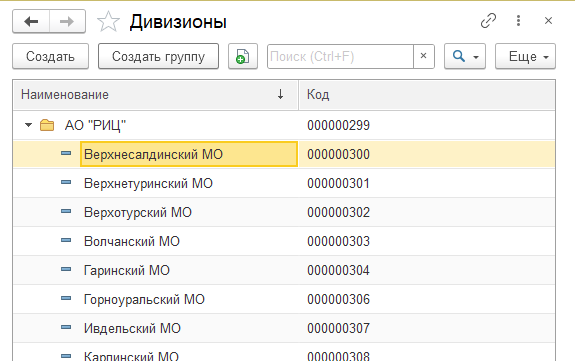 Дивизионы
Создать Создать группу Поиск (Ctrl+F) × Еще
Наименование ↓ Код
АО "РИЦ" 000000299
Верхнесалдинский МО 000000300
Верхнетуринский МО 000000301
Верхотурский МО 000000302
Волчанский МО 000000303
Гаринский МО 000000304
Горноуральский МО 000000306
Ивдельский МО 000000307
Карпинский МО 000000308